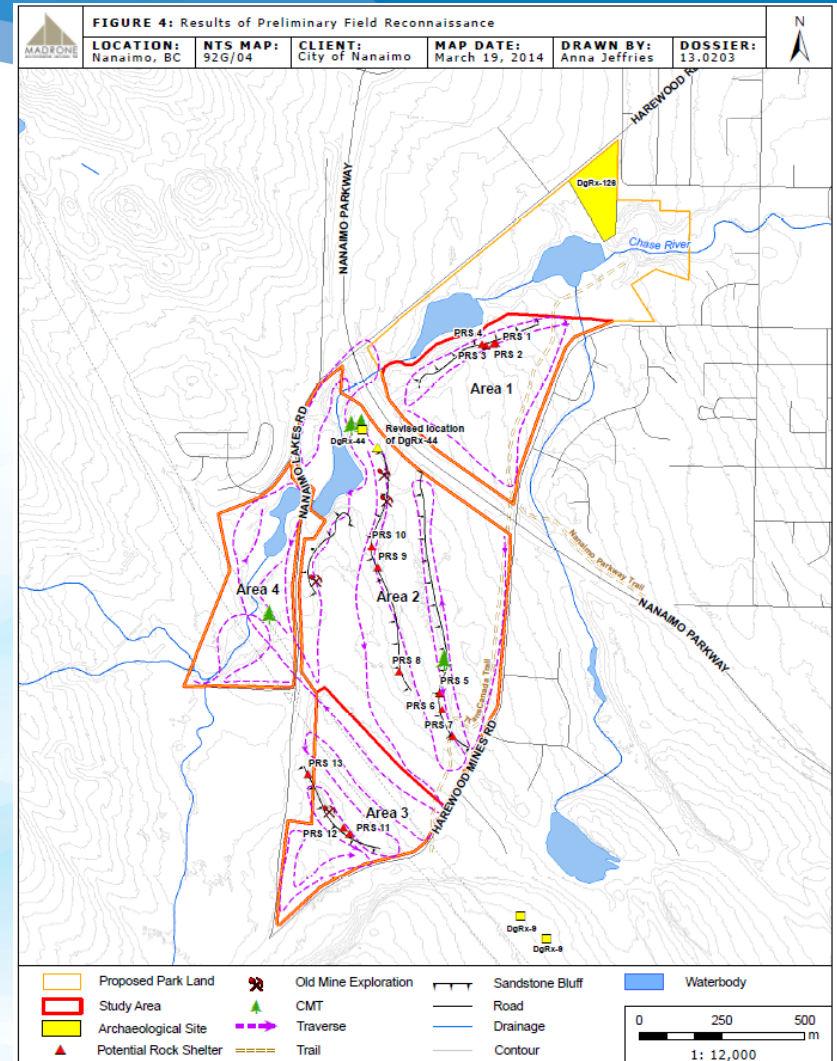 FIGURE 4: Results of Preliminary Field Reconnaissance
N
MADRONE
LOCATION:
Nanaimo, BC
NTS MAP:
92G/04
CLIENT:
City of Nanaimo
MAP DATE:
March 19, 2014
DRAWN BY:
Anna Jeffries
DOSSIER:
13.0203
HAREWOOD RD
NANAIMO PARKWAY
DgRx-126
Chase River
PRS 4
PRS 1
PRS 3
PRS 2
Area 1
NANAIMO LAKES RD
DgRx-44
Revised location
of DgRx-44
PRS 10
PRS 9
Area 2
Area 4
Nanaimo Parkway Trail
NANAIMO PARKWAY
PRS 8
PRS 5
PRS 6
PRS 7
TransCanada Trail
HAREWOOD MINES RD
PRS 13
Area 3
PRS 12
PRS 11
DgRx-9
DgRx-9
Proposed Park Land
Old Mine Exploration
Sandstone Bluff
Waterbody
Study Area
CMT
Road
Archaeological Site
Traverse
Drainage
Potential Rock Shelter
Trail
Contour
0 250 500
m
1: 12,000